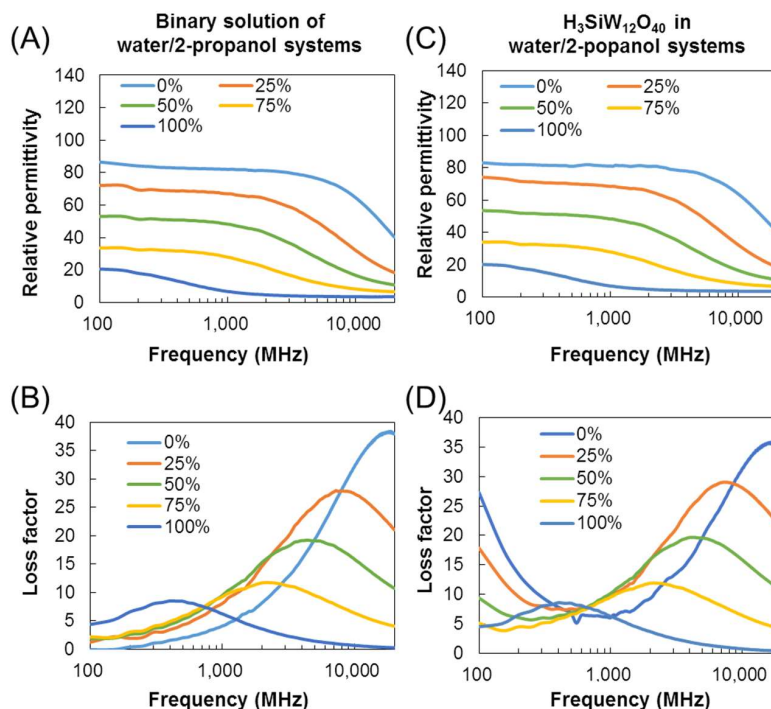 (A)
Binary solution of
water/2-propanol systems
Relative permittivity
140
120
100
80
60
40
20
0
0% 25%
50% 75%
100%
100 1,000 10,000
Frequency (MHz)
(C)
H3SiW12O40 in
water/2-popanol systems
Relative permittivity
140
120
100
80
60
40
20
0
0% 25%
50% 75%
100%
100 1,000 10,000
Frequency (MHz)
(B)
Loss factor
40
35
30
25
20
15
10
5
0
0%
25%
50%
75%
100%
100 1,000 10,000
Frequency (MHz)
(D)
Loss factor
40
35
30
25
20
15
10
5
0
0%
25%
50%
75%
100%
100 1,000 10,000
Frequency (MHz)